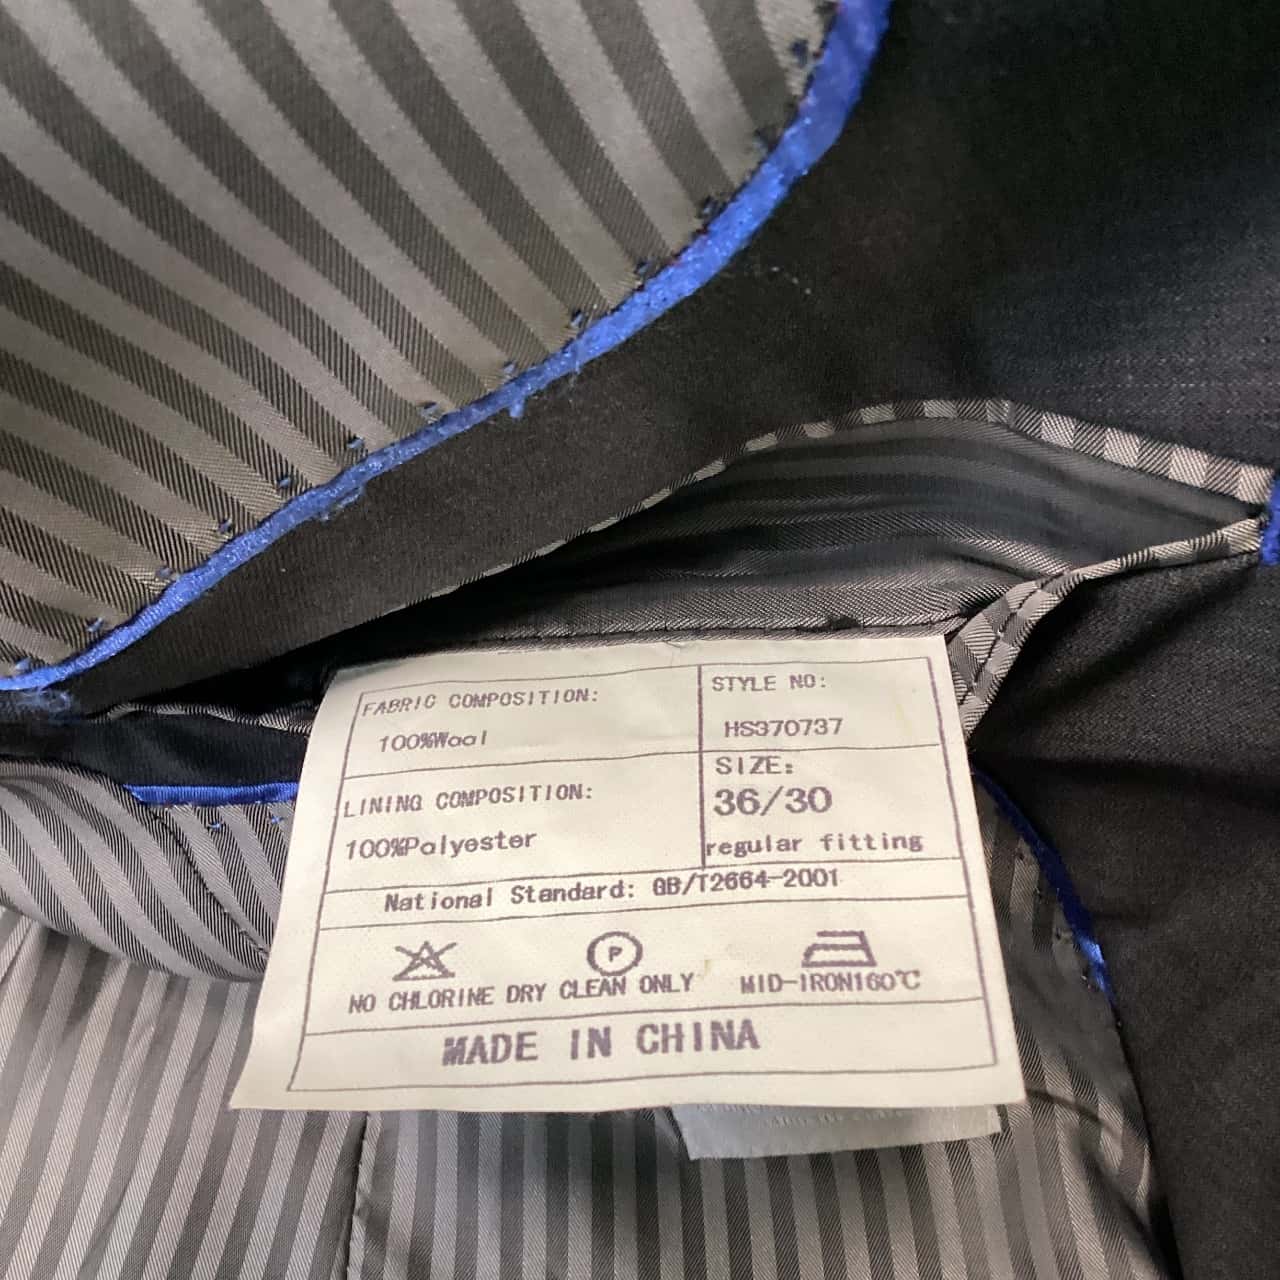 FABRIC COMPOSITION:
100%Wool
STYLE NO:
HS370737
LINING COMPOSITION:
100%Polyester
SIZE:
36/30
regular fitting
National Standard: GB/T2664-2001
P
NO CHLORINE DRY CLEAN ONLY MID-IRON160℃
MADE IN CHINA